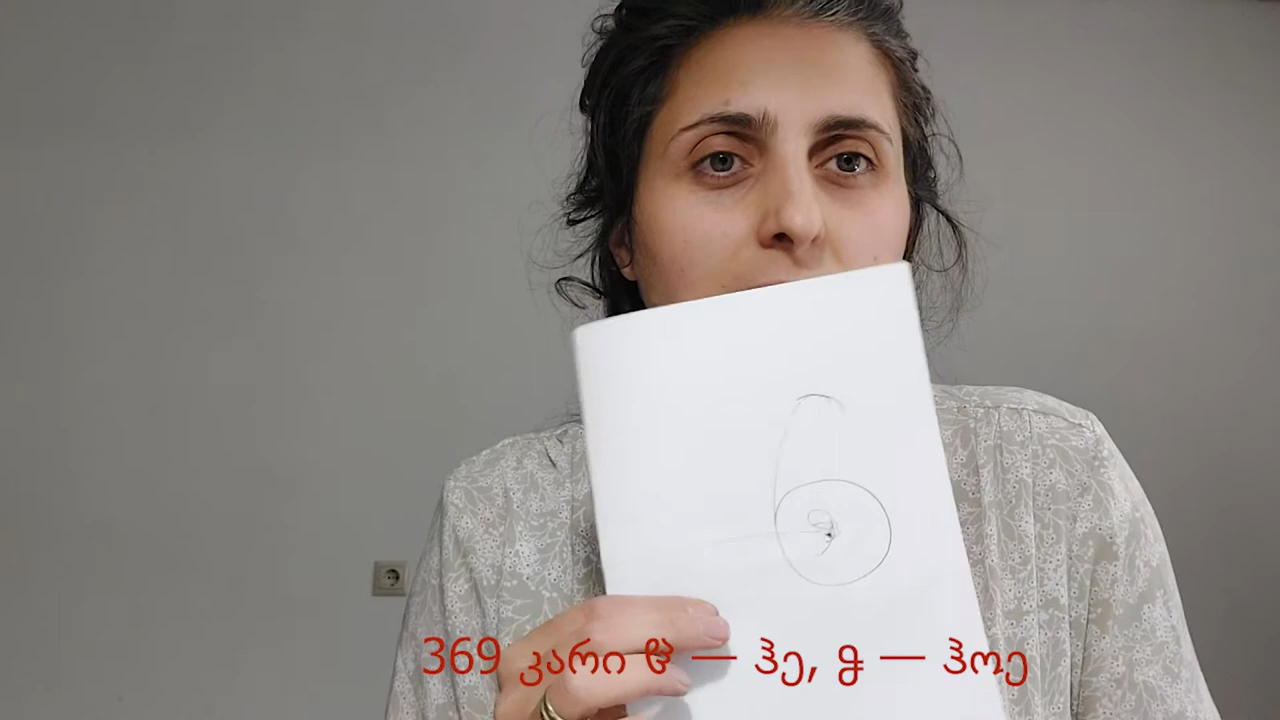 369 კარი ჱ — ჰე, ჵ — ჰოე